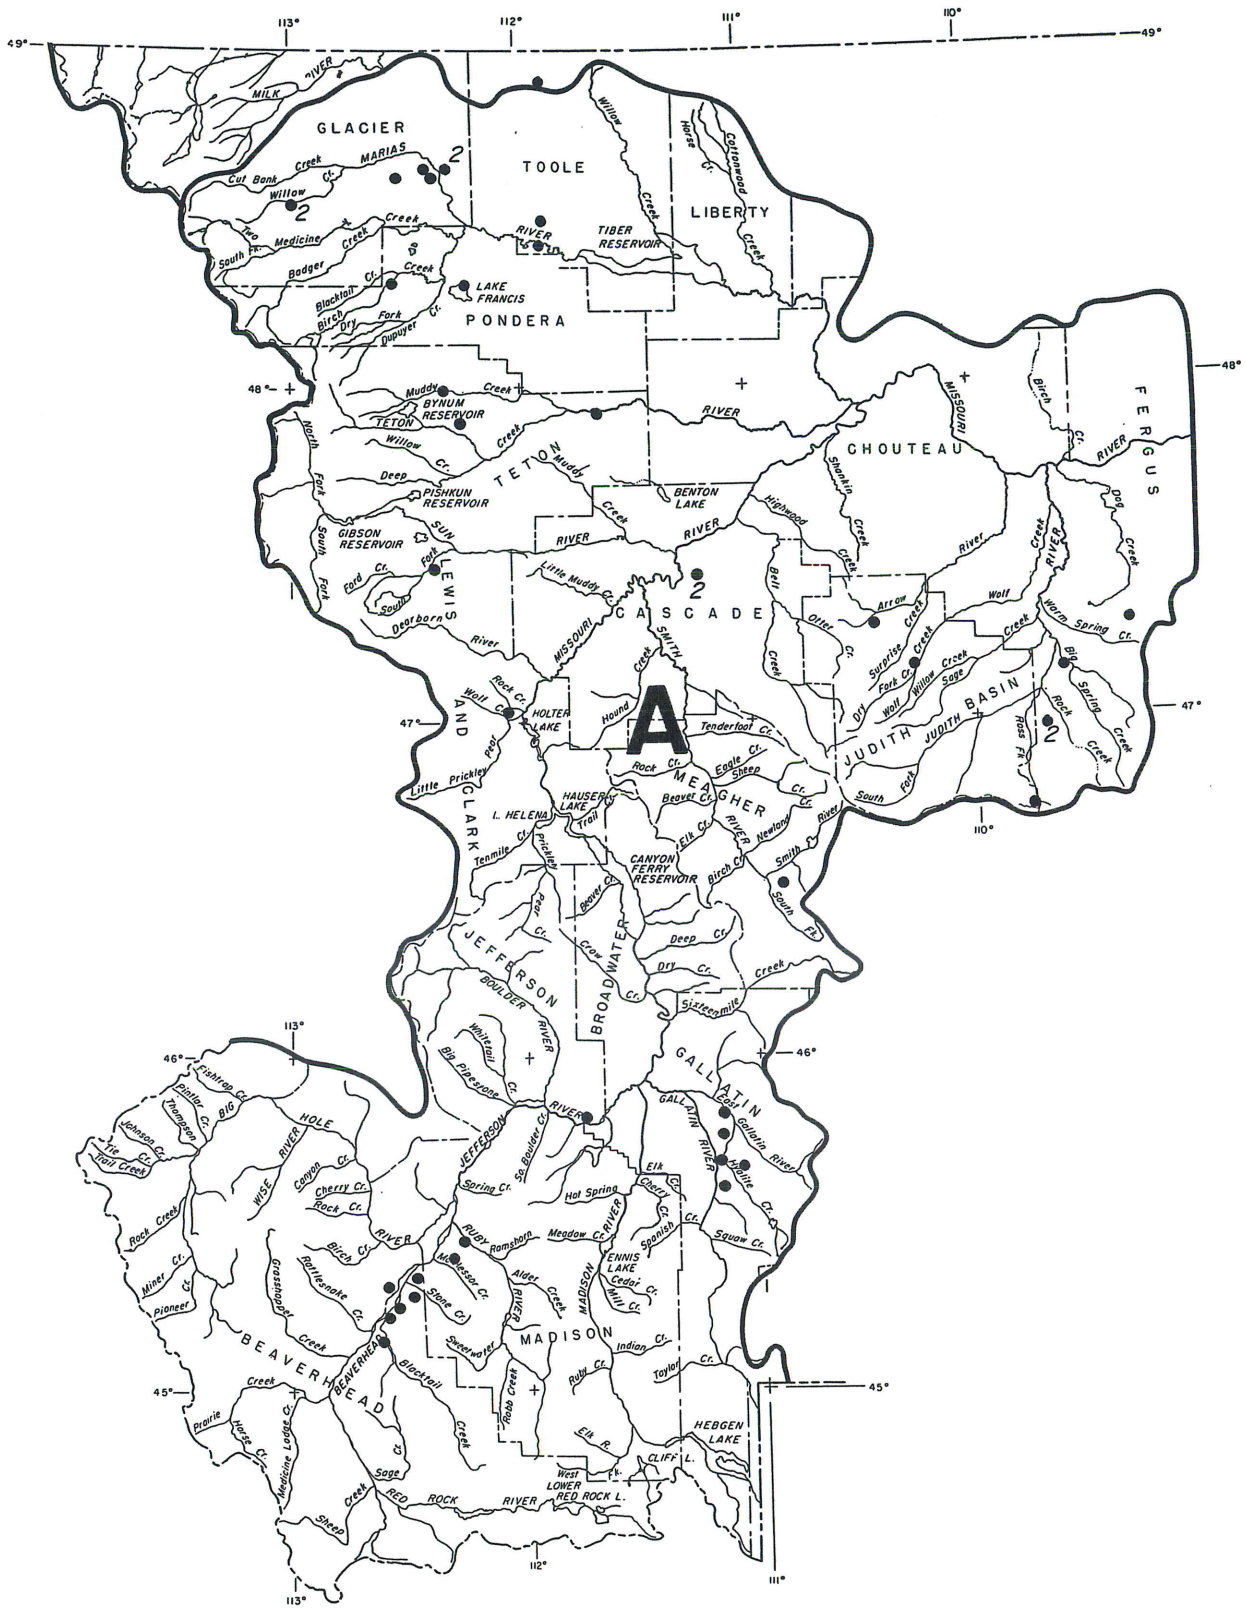 113°
112°
111°
110°
49°
49°
RIVER
MILK
GLACIER
Cut Bank
Creek
MARIAS
2
Willow
Cr.
2
Two
Medicine
Creek
South Fk.
Badger
Creek
Blacktail
Cr.
Creek
Birch
Dry
Fork
Dupuyer
Cr.
LAKE
FRANCIS
PONDERA
TOOLE
Willow
Creek
RIVER
TIBER
RESERVOIR
Horse
Cr.
Cottonwood
Creek
LIBERTY
48°
48°
Muddy
Creek
BYNUM
RESERVOIR
TETON
Willow
Cr.
Creek
Deep
TETON
RIVER
PISHKUN
RESERVOIR
North
Fork
South
Fork
GIBSON
RESERVOIR
SUN
RIVER
Fork
South
Ford Cr.
Dearborn
River
Muddy
Creek
BENTON
LAKE
RIVER
Highwood
Creek
Shonkin
Creek
CHOUTEAU
MISSOURI
Birch
Cr.
RIVER
FERGUS
Dog
Creek
LEWIS
AND
CLARK
Little Muddy Cr.
CASCADE
2
MISSOURI
SMITH
Creek
Hound
Belt
Creek
Otter
Cr.
Arrow
Creek
River
Surprise
Creek
Dry
Fork Cr.
Wolf
Willow
Creek
Sage
Creek
Wolf
Creek
RIVER
Warm
Spring
Cr.
Big
Spring
Creek
Rock
Creek
2
Ross Fk.
JUDITH BASIN
JUDITH
South
Fork
47°
47°
Rock Cr.
Wolf
Cr.
HOLTER
LAKE
A
Tenderfoot Cr.
Little Prickley
Pear
Rock
Cr.
Eagle
Cr.
Sheep
Cr.
MEAGHER
Beaver Cr.
Elk Cr.
RIVER
Newland
Cr.
Birch Cr.
Smith
River
South
Fk.
110°
HAUSER
LAKE
L. HELENA
Trail
Tenmile Cr.
Prickley
Pear
Cr.
CANYON
FERRY
RESERVOIR
Beaver Cr.
Crow
Cr.
BROADWATER
Deep
Cr.
Dry
Cr.
Creek
Sixteenmile
JEFFERSON
BOULDER
RIVER
Whitetail
Cr.
Big Pipestone
113°
46°
46°
GALLATIN
East
Gallatin
River
GALLATIN
RIVER
Hyalite
Cr.
Fishtrap Cr.
Pintlar Cr.
Thompson
Johnson Cr.
Tie
Cr.
Trail Creek
BIG
HOLE
RIVER
WISE
RIVER
Canyon
Cr.
Cherry Cr.
Rock
Cr.
RIVER
JEFFERSON
RIVER
So. Boulder Cr.
Spring Cr.
Elk
Cr.
Cherry
Cr.
Hot Spring
Spanish
Cr.
Squaw Cr.
Rock Creek
Miner
Cr.
Pioneer
Cr.
Birch
Cr.
Rattlesnake
Cr.
Grasshopper
Creek
RUBY
Ramshorn
Meadow Cr.
RIVER
ENNIS
LAKE
Cedar
Cr.
Mill
Cr.
Alder
Creek
RIVER
Stone Cr.
MADISON
MADISON
Sweetwater
Indian
Cr.
Ruby
Cr.
Taylor
Cr.
BEAVERHEAD
BEAVERHEAD
Blacktail
Creek
Robb Creek
45°
45°
Creek
Prairie
Horse
Cr.
Medicine Lodge Cr.
Sage
Cr.
Creek
Sheep
RED
ROCK
RIVER
Elk R.
West
Fk.
LOWER
RED ROCK L.
CLIFF L.
HEBGEN
LAKE
113°
112°
111°